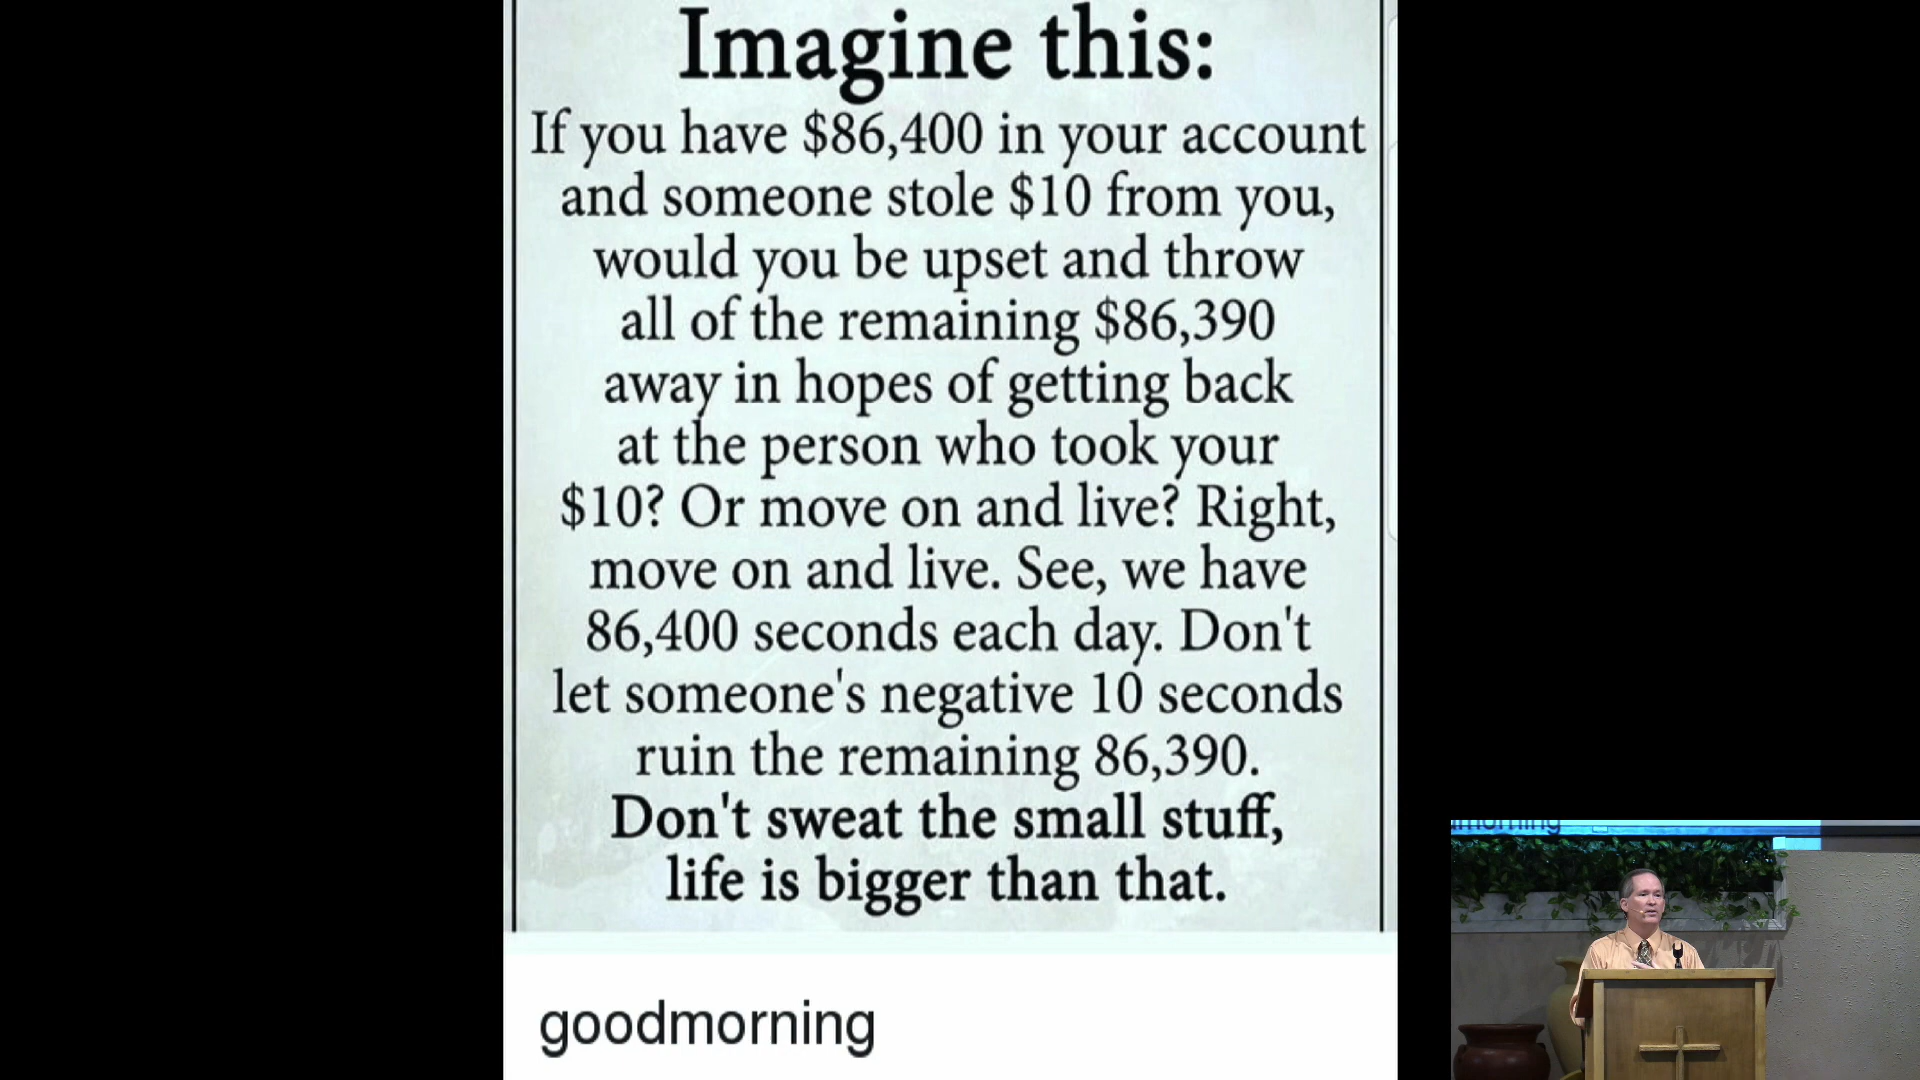 Imagine this:
If you have $86,400 in your account
and someone stole $10 from you,
would you be upset and throw
all of the remaining $86,390
away in hopes of getting back
at the person who took your
$10? Or move on and live? Right,
move on and live. See, we have
86,400 seconds each day. Don't
let someone's negative 10 seconds
ruin the remaining 86,390.
Don't sweat the small stuff,
life is bigger than that.
goodmorning